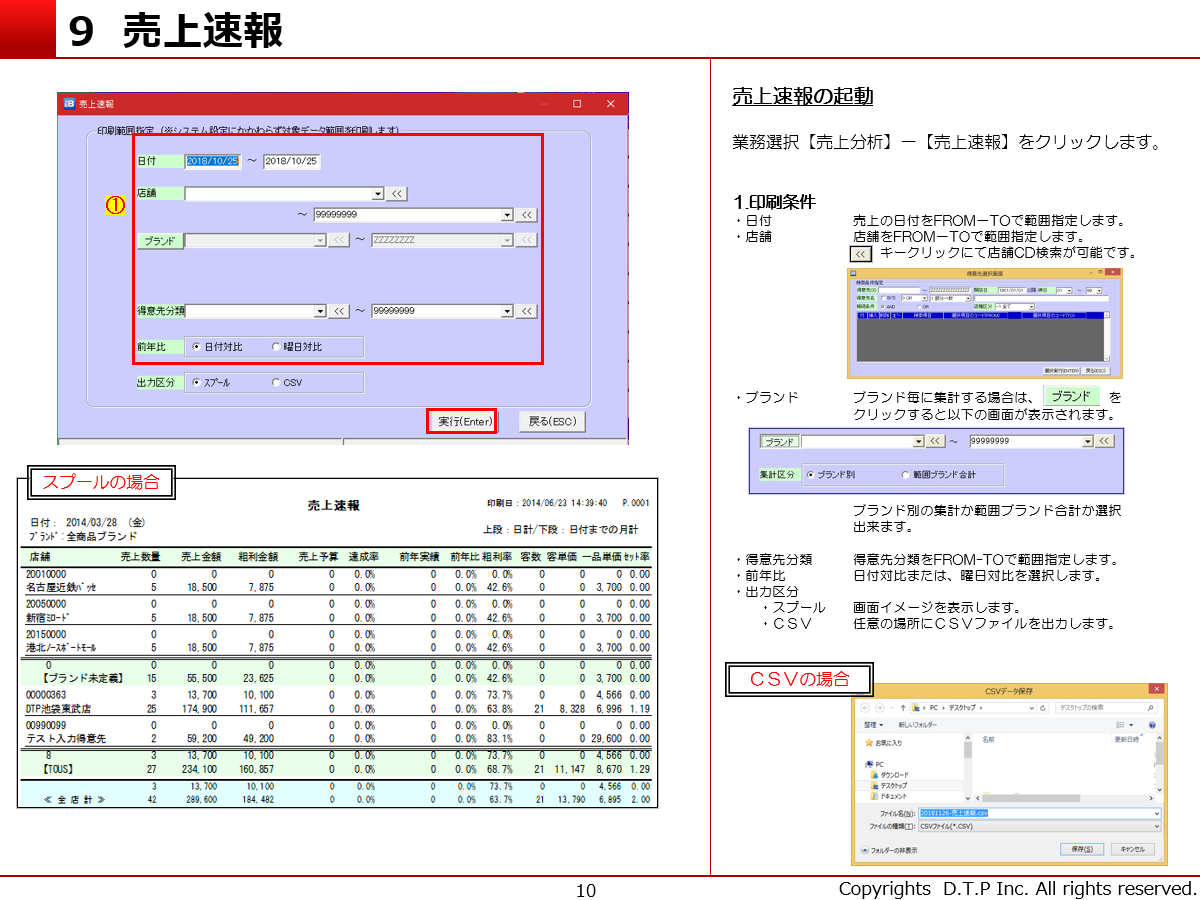 9 売上速報
売上速報
印刷範囲指定 (※システム設定にかかわらず対象データ範囲を印刷します)
①
日付 2018/10/25 ～ 2018/10/25
店舗 <<
～ 99999999 <<
ブランド << ～ ZZZZZZZZ <<
得意先分類 << ～ 99999999 <<
前年比 日付対比 曜日対比
出力区分 スプール CSV
実行(Enter) 戻る(ESC)
スプールの場合
売上速報 印刷日：2014/06/23 14:39:40 P.0001
日付： 2014/03/28 (金)
ﾌﾞﾗﾝﾄﾞ：全商品ブランド 上段：日計/下段：日付までの月計
店舗 売上数量 売上金額 粗利金額 売上予算 達成率 前年実績 前年比 粗利率 客数 客単価 一品単価 ｾｯﾄ率
20010000 0 0 0 0 0.0% 0 0.0% 0.0% 0 0 0 0.00
名古屋近鉄ﾊﾟｯｾ 5 18,500 7,875 0 0.0% 0 0.0% 42.6% 0 0 3,700 0.00
20050000 0 0 0 0 0.0% 0 0.0% 0.0% 0 0 0 0.00
新宿ﾐﾛｰﾄﾞ 5 18,500 7,875 0 0.0% 0 0.0% 42.6% 0 0 3,700 0.00
20150000 0 0 0 0 0.0% 0 0.0% 0.0% 0 0 0 0.00
港北ﾉｰｽﾎﾟｰﾄﾓｰﾙ 5 18,500 7,875 0 0.0% 0 0.0% 42.6% 0 0 3,700 0.00
0 0 0 0 0 0.0% 0 0.0% 0.0% 0 0 0 0.00
【ブランド未定義】 15 55,500 23,625 0 0.0% 0 0.0% 42.6% 0 0 3,700 0.00
00000363 3 13,700 10,100 0 0.0% 0 0.0% 73.7% 0 0 4,566 0.00
DTP池袋東武店 25 174,900 111,657 0 0.0% 0 0.0% 63.8% 21 8,328 6,996 1.19
00990099 0 0 0 0 0.0% 0 0.0% 0.0% 0 0 0 0.00
テスト入力得意先 2 59,200 49,200 0 0.0% 0 0.0% 83.1% 0 0 29,600 0.00
8 3 13,700 10,100 0 0.0% 0 0.0% 73.7% 0 0 4,566 0.00
【TOUS】 27 234,100 160,857 0 0.0% 0 0.0% 68.7% 21 11,147 8,670 1.29
3 13,700 10,100 0 0.0% 0 0.0% 73.7% 0 0 4,566 0.00
≪ 全 店 計 ≫ 42 289,600 184,482 0 0.0% 0 0.0% 63.7% 21 13,790 6,895 2.00
売上速報の起動
業務選択【売上分析】－【売上速報】をクリックします。
１.印刷条件
・日付 売上の日付をFROM－TOで範囲指定します。
・店舗 店舗をFROM－TOで範囲指定します。
<< キークリックにて店舗CD検索が可能です。
得意先選択画面
検索条件指定
・ブランド ブランド毎に集計する場合は、 ブランド を
クリックすると以下の画面が表示されます。
ブランド << ～ 99999999 <<
集計区分 ブランド別 範囲ブランド合計
ブランド別の集計か範囲ブランド合計か選択
出来ます。
・得意先分類 得意先分類をFROM-TOで範囲指定します。
・前年比 日付対比または、曜日対比を選択します。
・出力区分
・スプール 画面イメージを表示します。
・ＣＳＶ 任意の場所にＣＳＶファイルを出力します。
ＣＳＶの場合
CSVデータ保存
PC ▸ デスクトップ ▸ デスクトップの検索
整理 新しいフォルダー
お気に入り 名前 更新日時
PC
ダウンロード
デスクトップ
ドキュメント
ファイル名(N): 20181126-売上速報.csv
ファイルの種類(T): CSVファイル(*.CSV)
フォルダーの非表示 保存(S) キャンセル
10
Copyrights D.T.P Inc. All rights reserved.